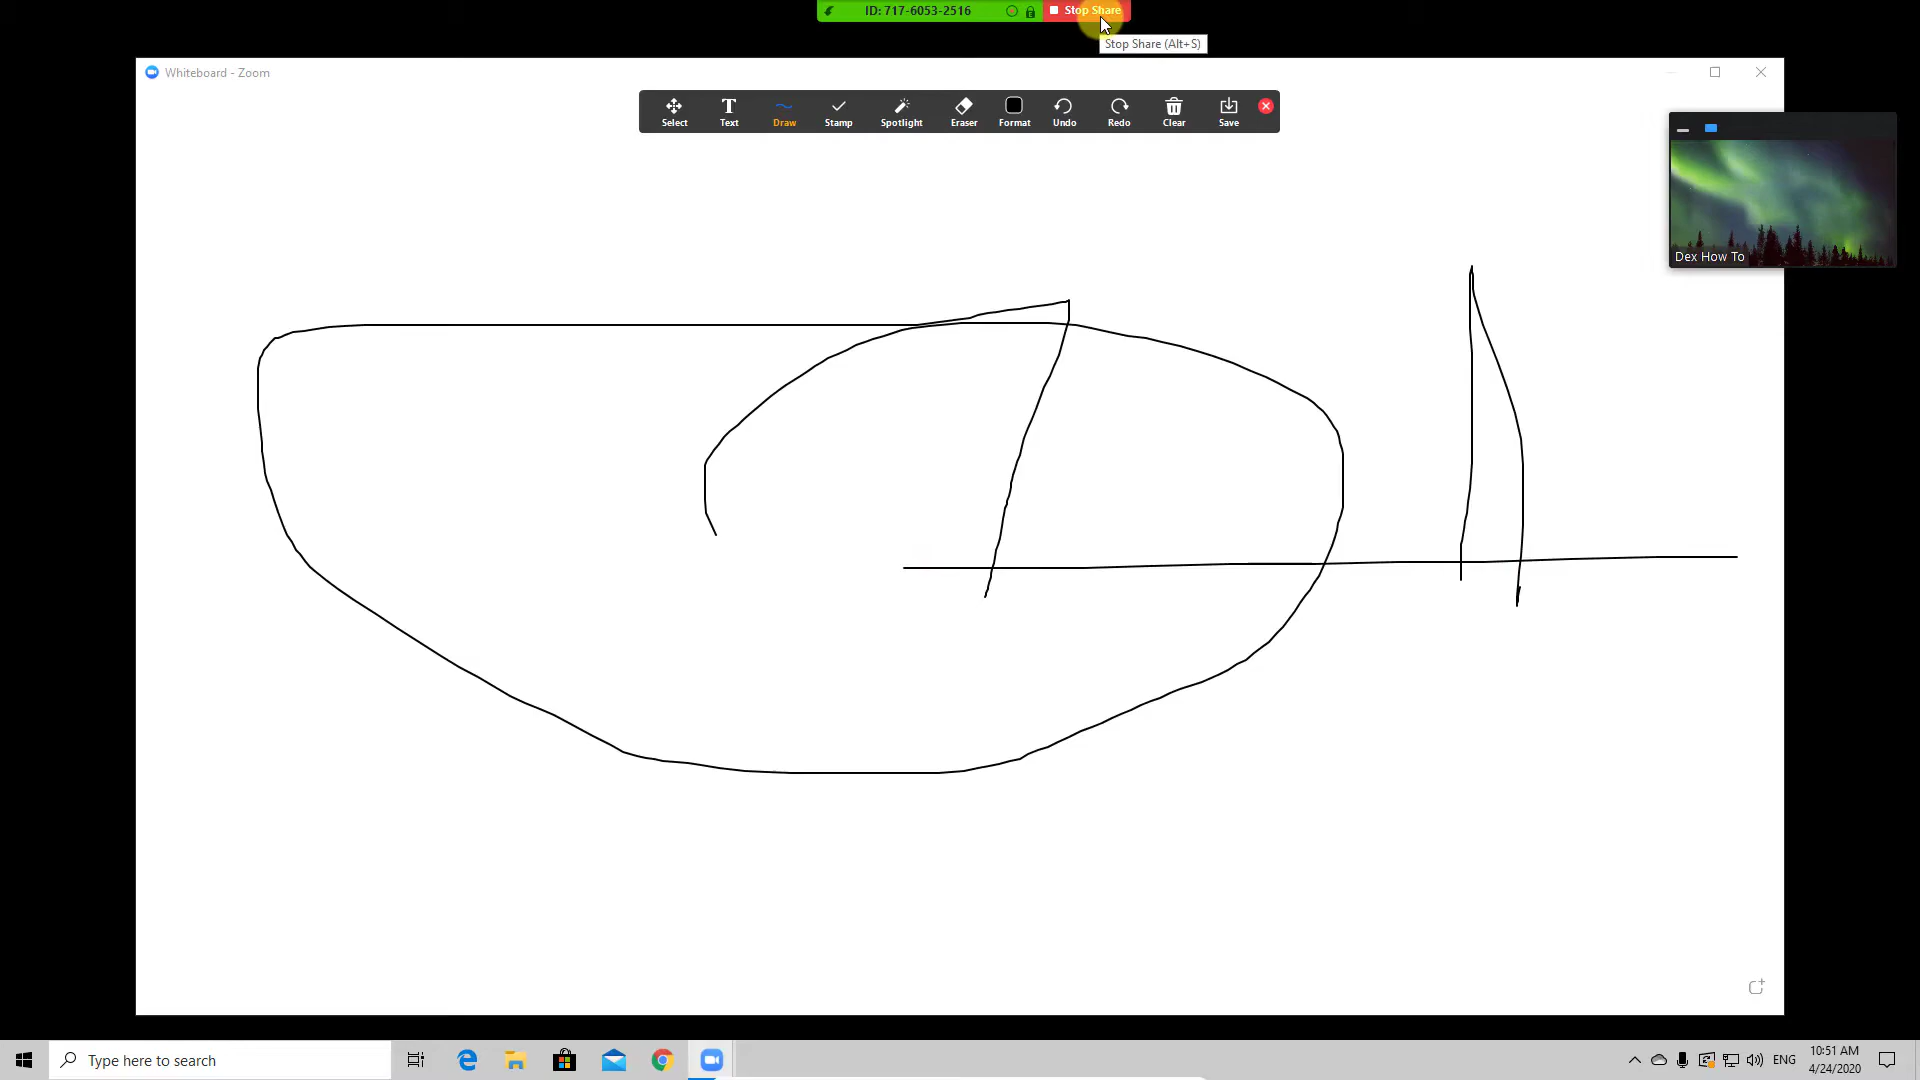 ID: 717-6053-2516
Stop Share
Stop Share (Alt+S)
Whiteboard - Zoom
Select
Text
Draw
Stamp
Spotlight
Eraser
Format
Undo
Redo
Clear
Save
Dex How To
Type here to search
ENG
10:51 AM
4/24/2020